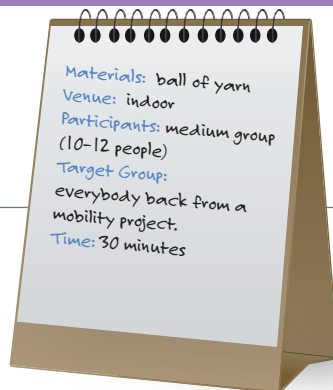 Materials: ball of yarn
Venue: indoor
Participants: medium group
(10-12 people)
Target Group:
everybody back from a
mobility project.
Time: 30 minutes